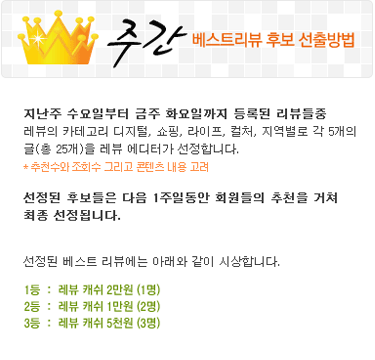 주간 베스트리뷰 후보 선출방법
지난주 수요일부터 금주 화요일까지 등록된 리뷰들중
레뷰의 카테고리 디지털, 쇼핑, 라이프, 컬처, 지역별로 각 5개의
글(총 25개)을 레뷰 에디터가 선정합니다.
* 추천수와 조회수 그리고 콘텐츠 내용 고려
선정된 후보들은 다음 1주일동안 회원들의 추천을 거쳐
최종 선정됩니다.
선정된 베스트 리뷰에는 아래와 같이 시상합니다.
1등 : 레뷰 캐쉬 2만원 (1명)
2등 : 레뷰 캐쉬 1만원 (2명)
3등 : 레뷰 캐쉬 5천원 (3명)